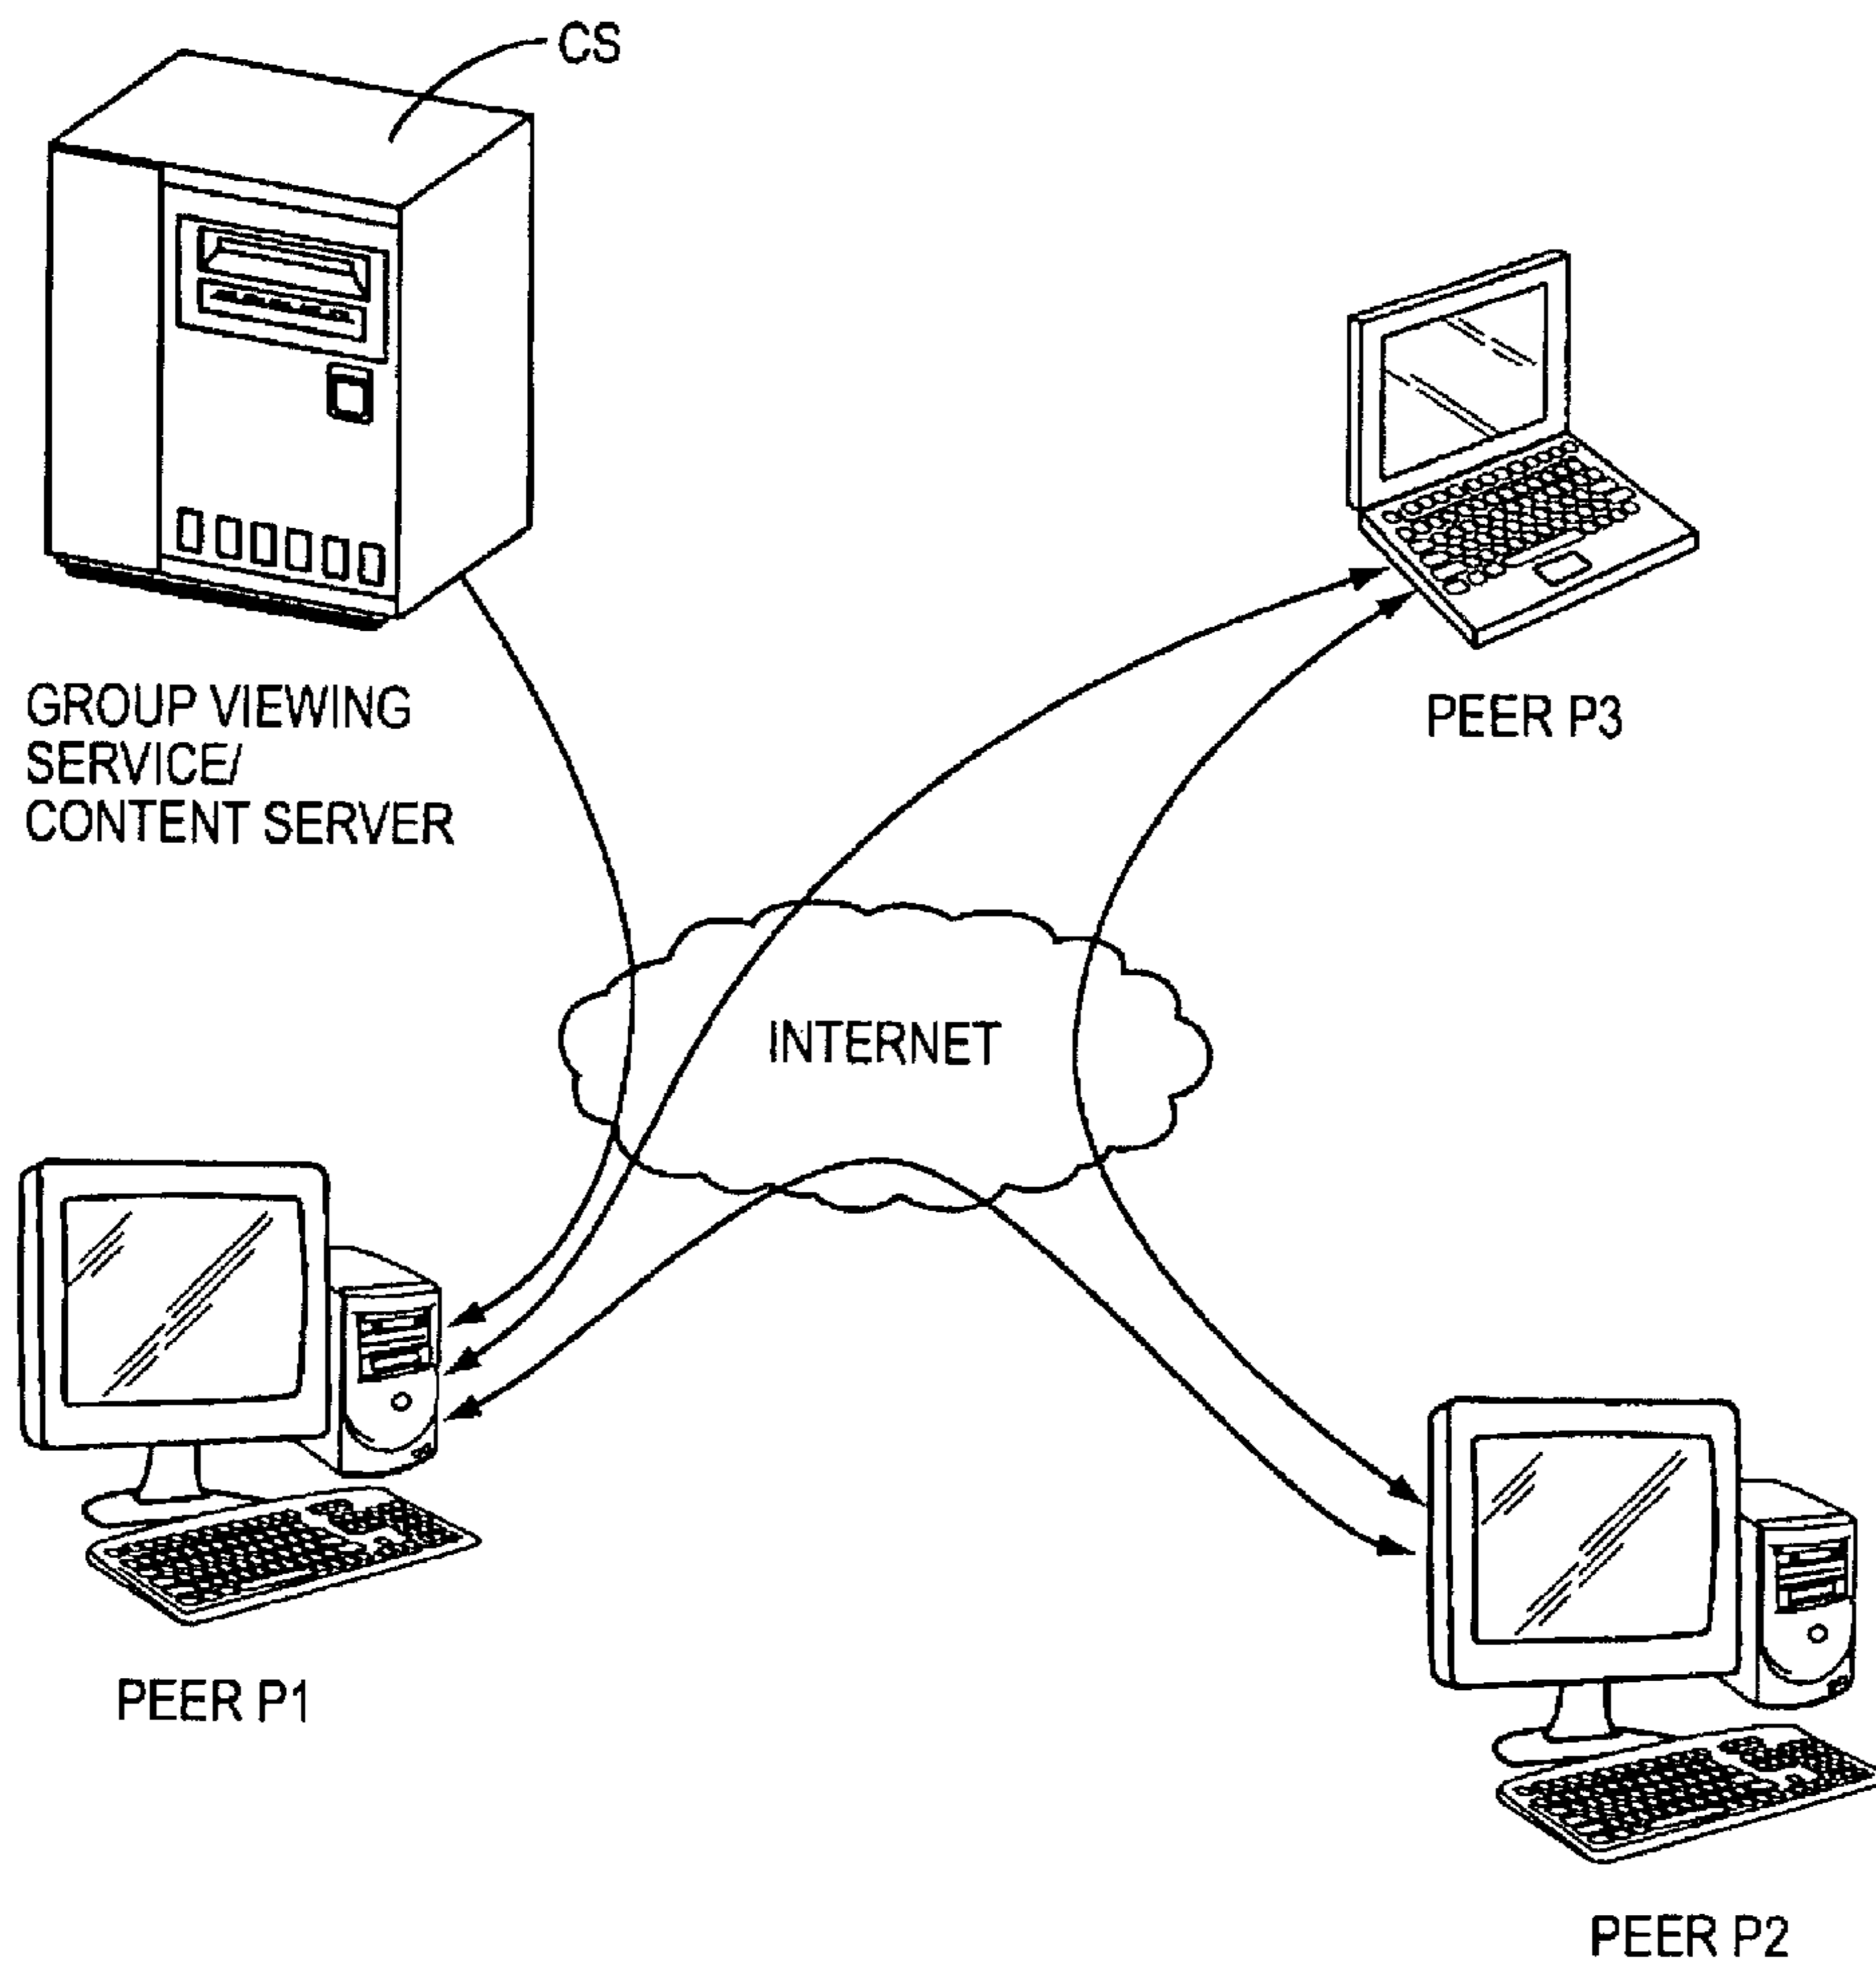 CS
GROUP VIEWING
SERVICE/
CONTENT SERVER
PEER P3
INTERNET
PEER P1
PEER P2